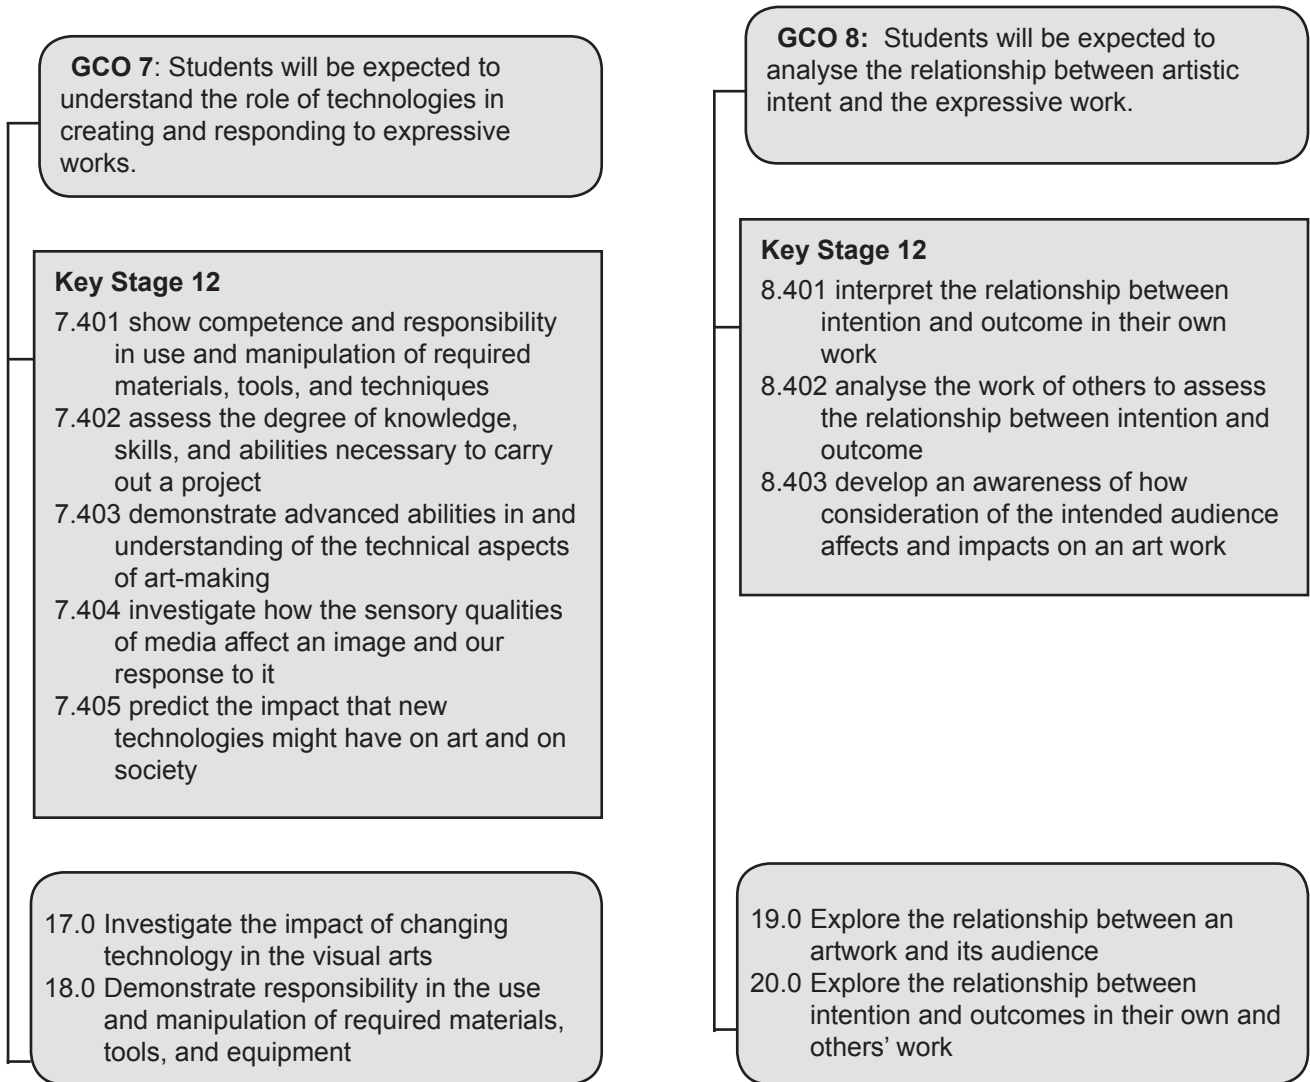 GCO 7: Students will be expected to
understand the role of technologies in
creating and responding to expressive
works.
Key Stage 12
7.401 show competence and responsibility
in use and manipulation of required
materials, tools, and techniques
7.402 assess the degree of knowledge,
skills, and abilities necessary to carry
out a project
7.403 demonstrate advanced abilities in and
understanding of the technical aspects
of art-making
7.404 investigate how the sensory qualities
of media affect an image and our
response to it
7.405 predict the impact that new
technologies might have on art and on
society
17.0 Investigate the impact of changing
technology in the visual arts
18.0 Demonstrate responsibility in the use
and manipulation of required materials,
tools, and equipment
GCO 8: Students will be expected to
analyse the relationship between artistic
intent and the expressive work.
Key Stage 12
8.401 interpret the relationship between
intention and outcome in their own
work
8.402 analyse the work of others to assess
the relationship between intention and
outcome
8.403 develop an awareness of how
consideration of the intended audience
affects and impacts on an art work
19.0 Explore the relationship between an
artwork and its audience
20.0 Explore the relationship between
intention and outcomes in their own and
others’ work